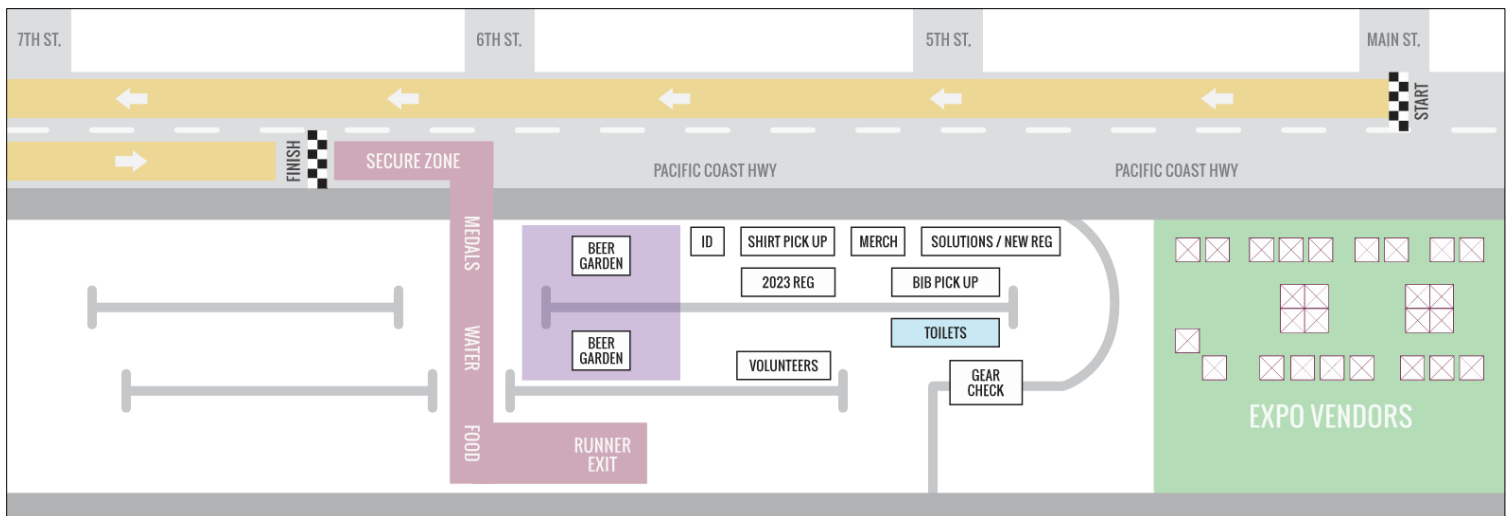 7TH ST.
6TH ST.
5TH ST.
MAIN ST.
START
FINISH
SECURE ZONE
PACIFIC COAST HWY
PACIFIC COAST HWY
MEDALS
WATER
FOOD
RUNNER
EXIT
BEER
GARDEN
BEER
GARDEN
ID
SHIRT PICK UP
MERCH
SOLUTIONS / NEW REG
2023 REG
BIB PICK UP
TOILETS
VOLUNTEERS
GEAR
CHECK
EXPO VENDORS